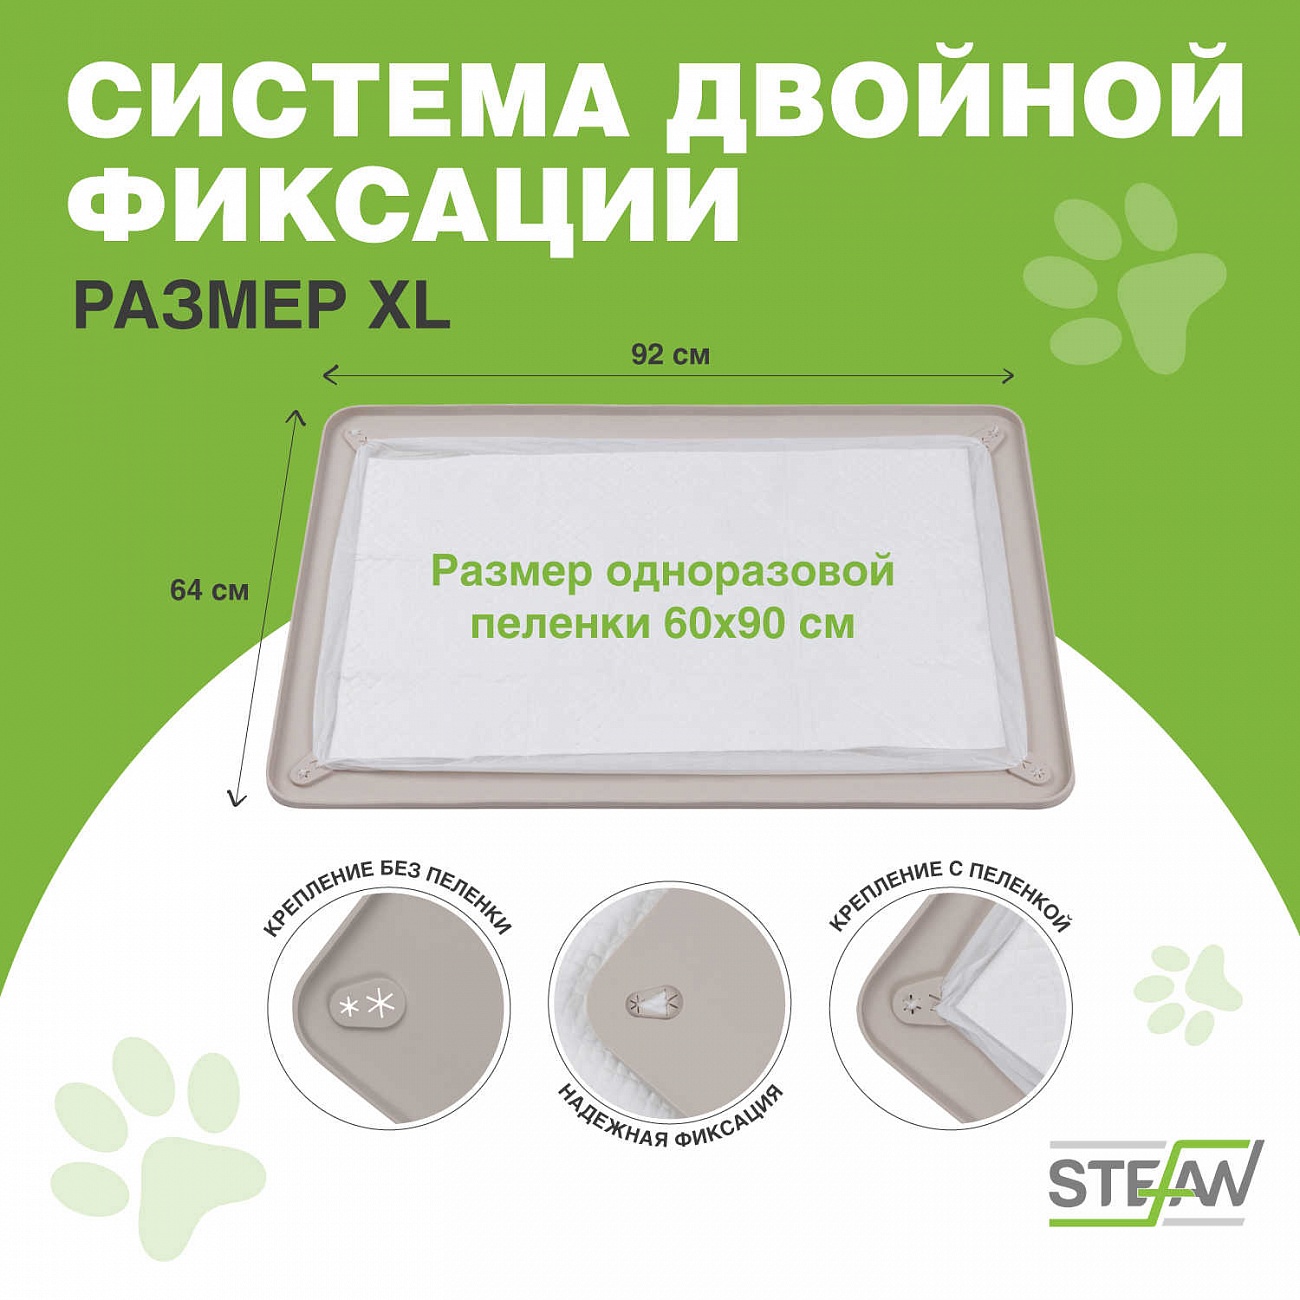 СИСТЕМА ДВОЙНОЙ
ФИКСАЦИИ
РАЗМЕР XL
92 см
64 см
Размер одноразовой
пеленки 60х90 см
КРЕПЛЕНИЕ БЕЗ ПЕЛЕНКИ
НАДЕЖНАЯ ФИКСАЦИЯ
КРЕПЛЕНИЕ С ПЕЛЕНКОЙ
STEFAN